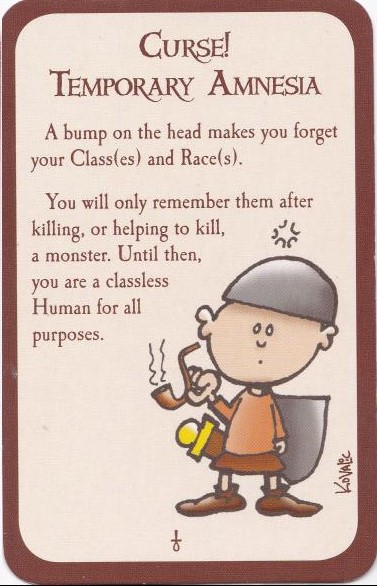 Curse!
Temporary Amnesia
A bump on the head makes you forget
your Class(es) and Race(s).
You will only remember them after
killing, or helping to kill,
a monster. Until then,
you are a classless
Human for all
purposes.
Kovalic